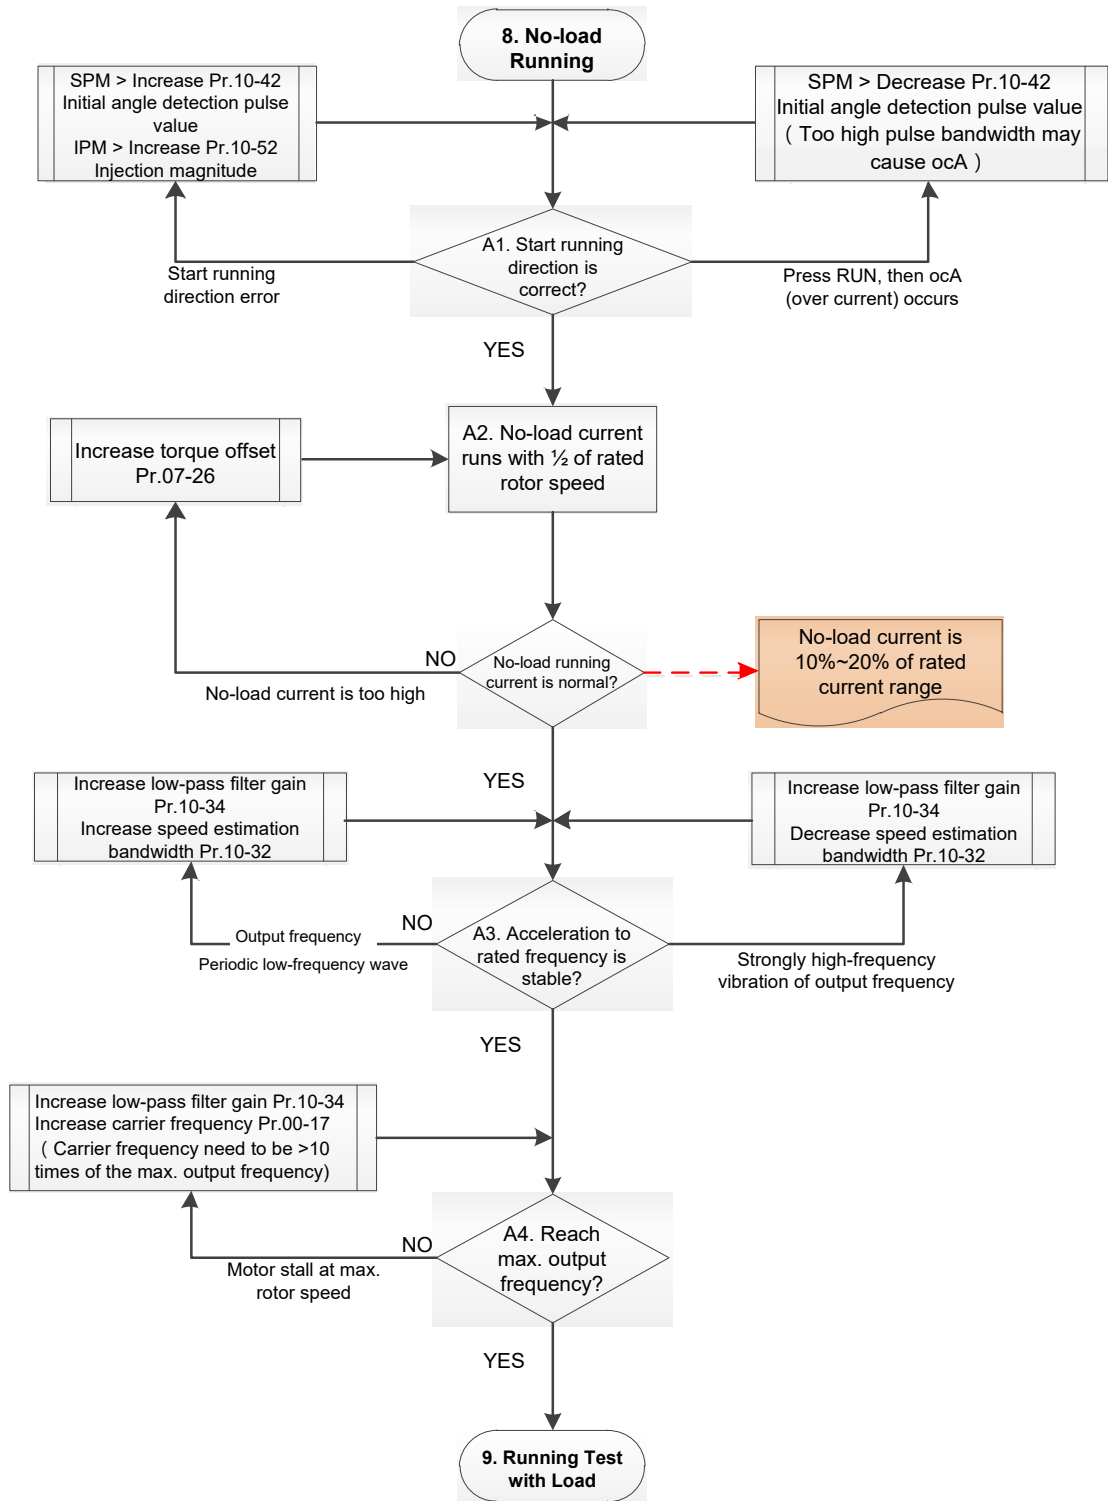 8. No-load
Running
SPM > Increase Pr.10-42
Initial angle detection pulse
value
IPM > Increase Pr.10-52
Injection magnitude
SPM > Decrease Pr.10-42
Initial angle detection pulse value
( Too high pulse bandwidth may
cause ocA )
A1. Start running
direction is
correct?
Start running
direction error
Press RUN, then ocA
(over current) occurs
YES
Increase torque offset
Pr.07-26
A2. No-load current
runs with ½ of rated
rotor speed
No-load running
current is normal?
NO
No-load current is too high
No-load current is
10%~20% of rated
current range
YES
Increase low-pass filter gain
Pr.10-34
Increase speed estimation
bandwidth Pr.10-32
Increase low-pass filter gain
Pr.10-34
Decrease speed estimation
bandwidth Pr.10-32
NO
Output frequency
Periodic low-frequency wave
A3. Acceleration to
rated frequency is
stable?
Strongly high-frequency
vibration of output frequency
YES
Increase low-pass filter gain Pr.10-34
Increase carrier frequency Pr.00-17
( Carrier frequency need to be >10
times of the max. output frequency)
NO
Motor stall at max.
rotor speed
A4. Reach
max. output
frequency?
YES
9. Running Test
with Load